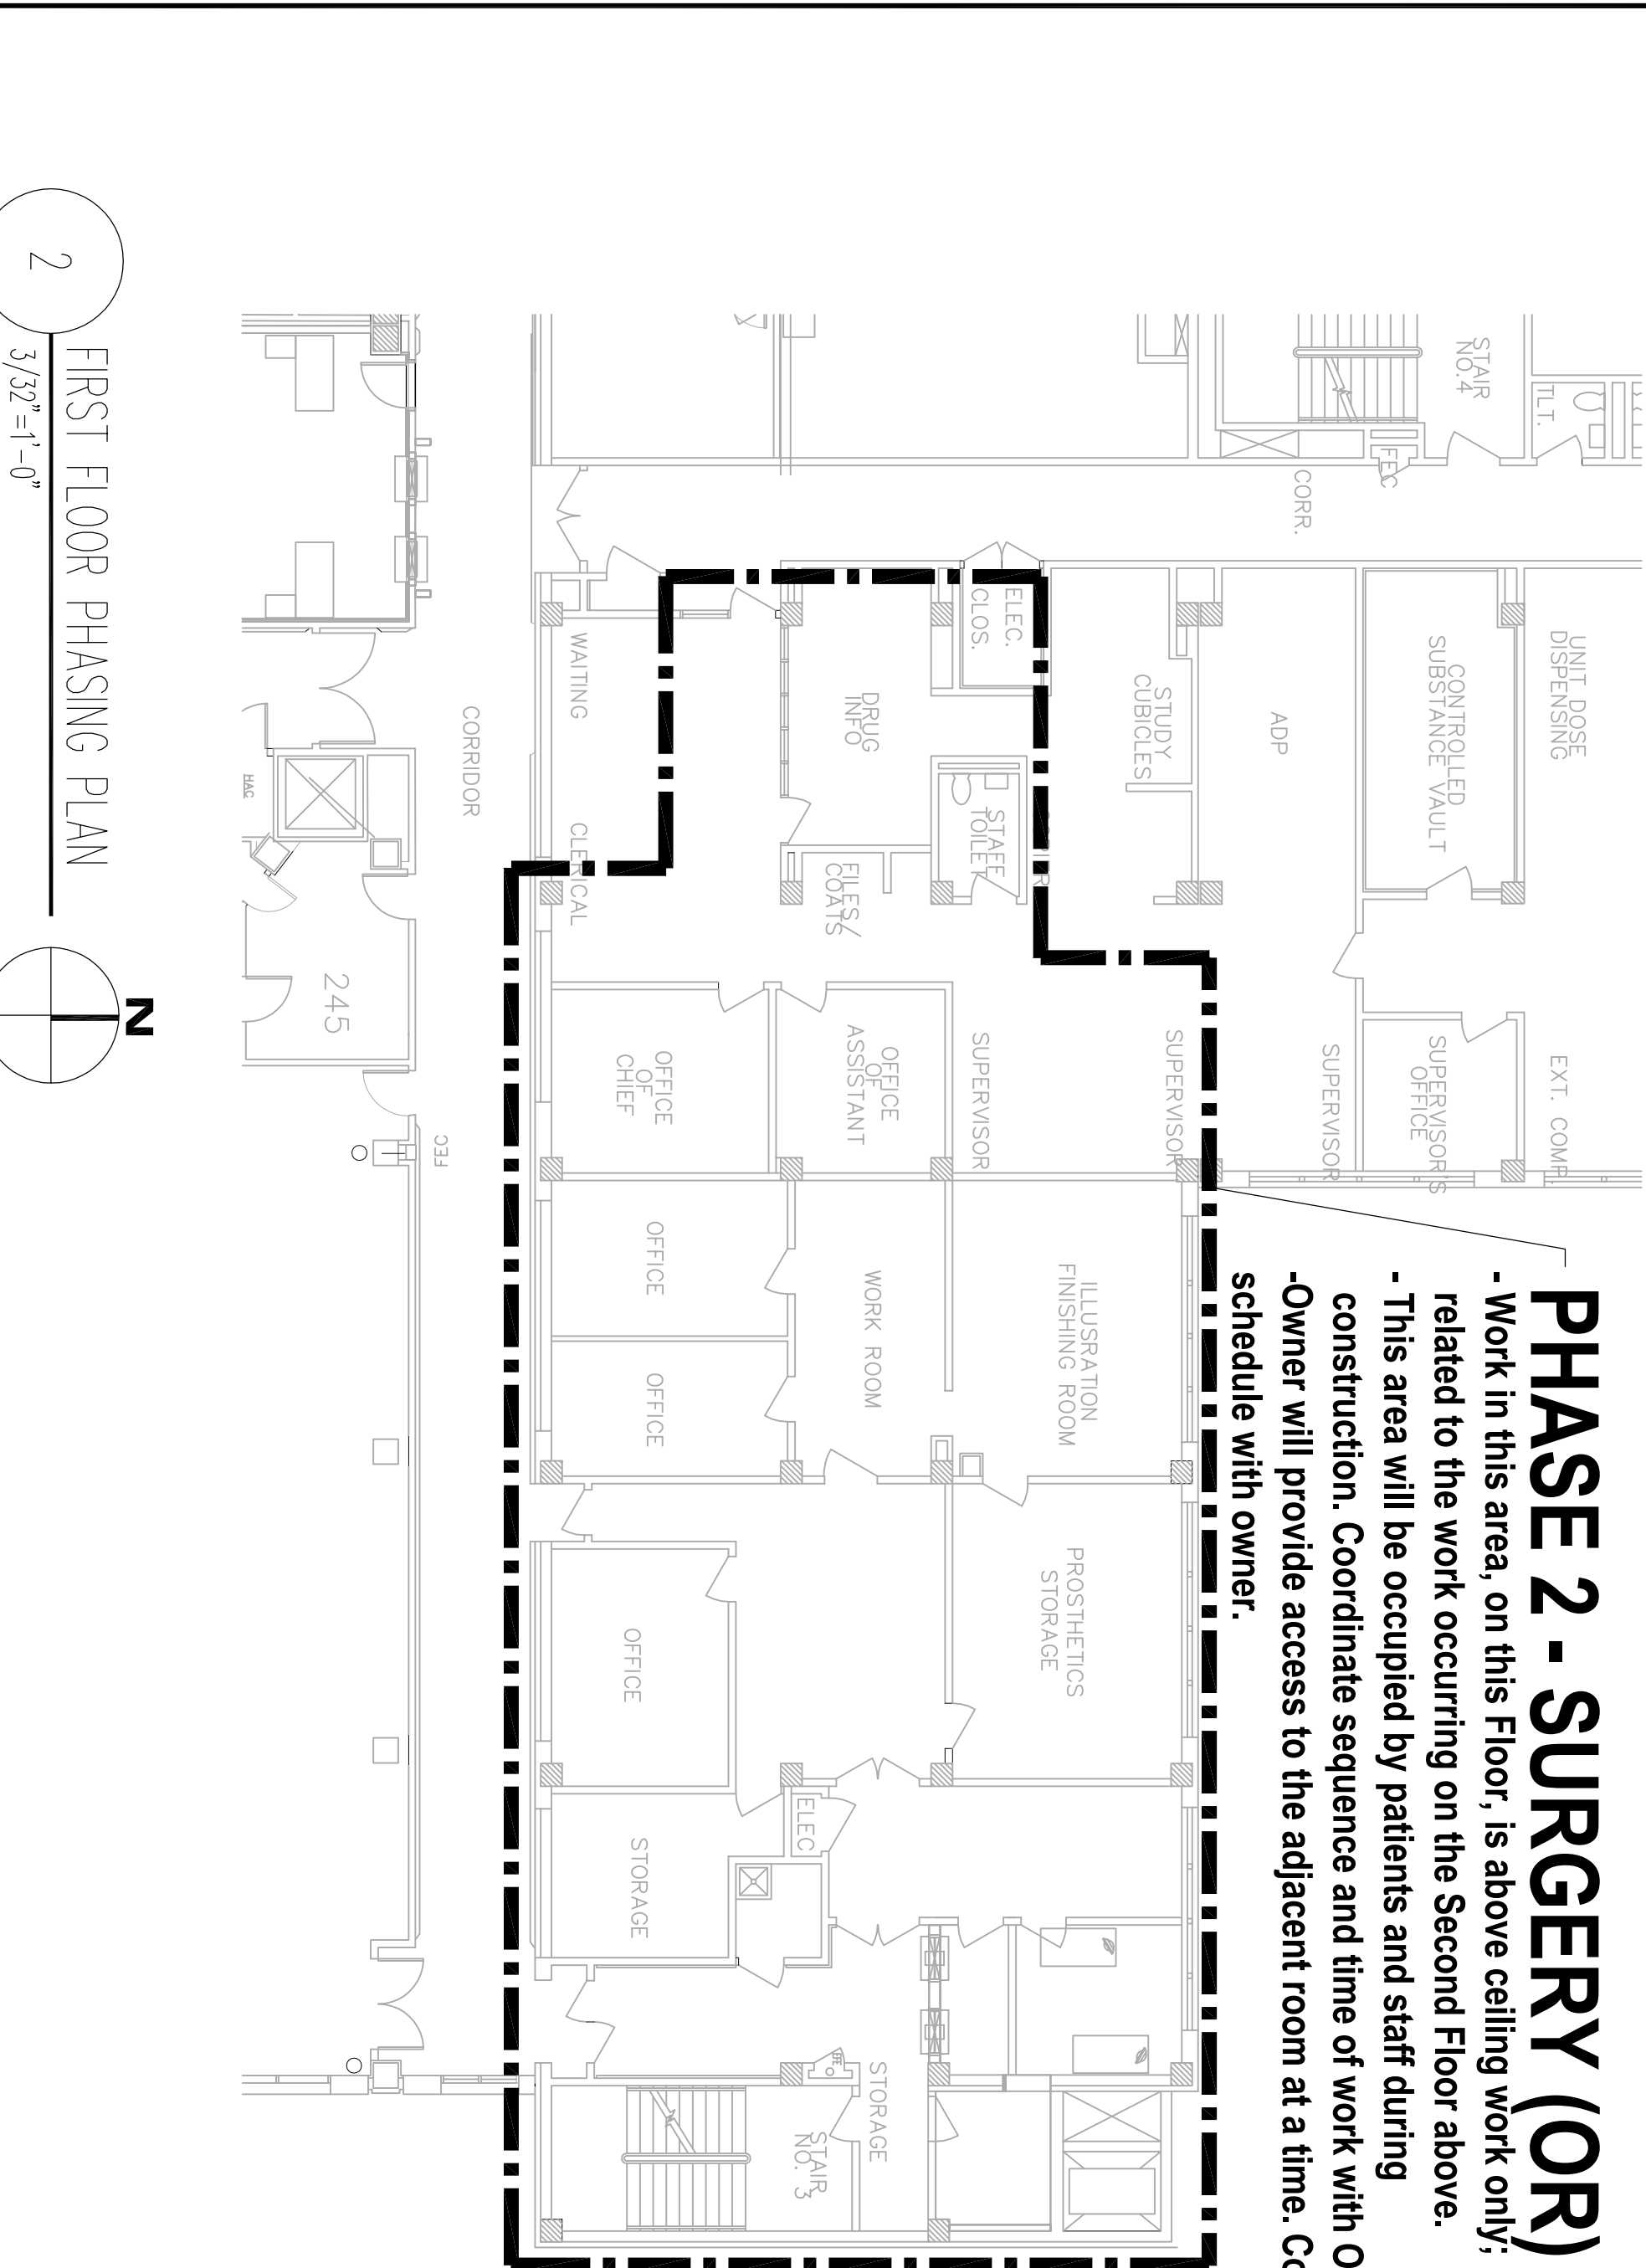 PHASE 2 - SURGERY (OR)
- Work in this area, on this Floor, is above ceiling work only;
related to the work occurring on the Second Floor above.
- This area will be occupied by patients and staff during
construction. Coordinate sequence and time of work with
-Owner will provide access to the adjacent room at a time.
schedule with owner.
STAIR
NO.4
TLT.
FEC
CORR.
UNIT DOSE
DISPENSING
CONTROLLED
SUBSTANCE VAULT
ADP
STUDY
CUBICLES
ELEC.
CLOS.
DRUG
INFO
WAITING
STAFF
TOILET
FILES/
COATS
CLERICAL
CORRIDOR
HAC
245
FEC
EXT. COMP.
SUPERVISOR'S
OFFICE
SUPERVISOR
SUPERVISOR
SUPERVISOR
OFFICE
OF
ASSISTANT
OFFICE
OF
CHIEF
ILLUSRATION
FINISHING ROOM
WORK ROOM
OFFICE
OFFICE
PROSTHETICS
STORAGE
OFFICE
ELEC
STORAGE
STORAGE
STAIR
NO. 3
2
FIRST FLOOR PHASING PLAN
3/32"=1'-0"
N